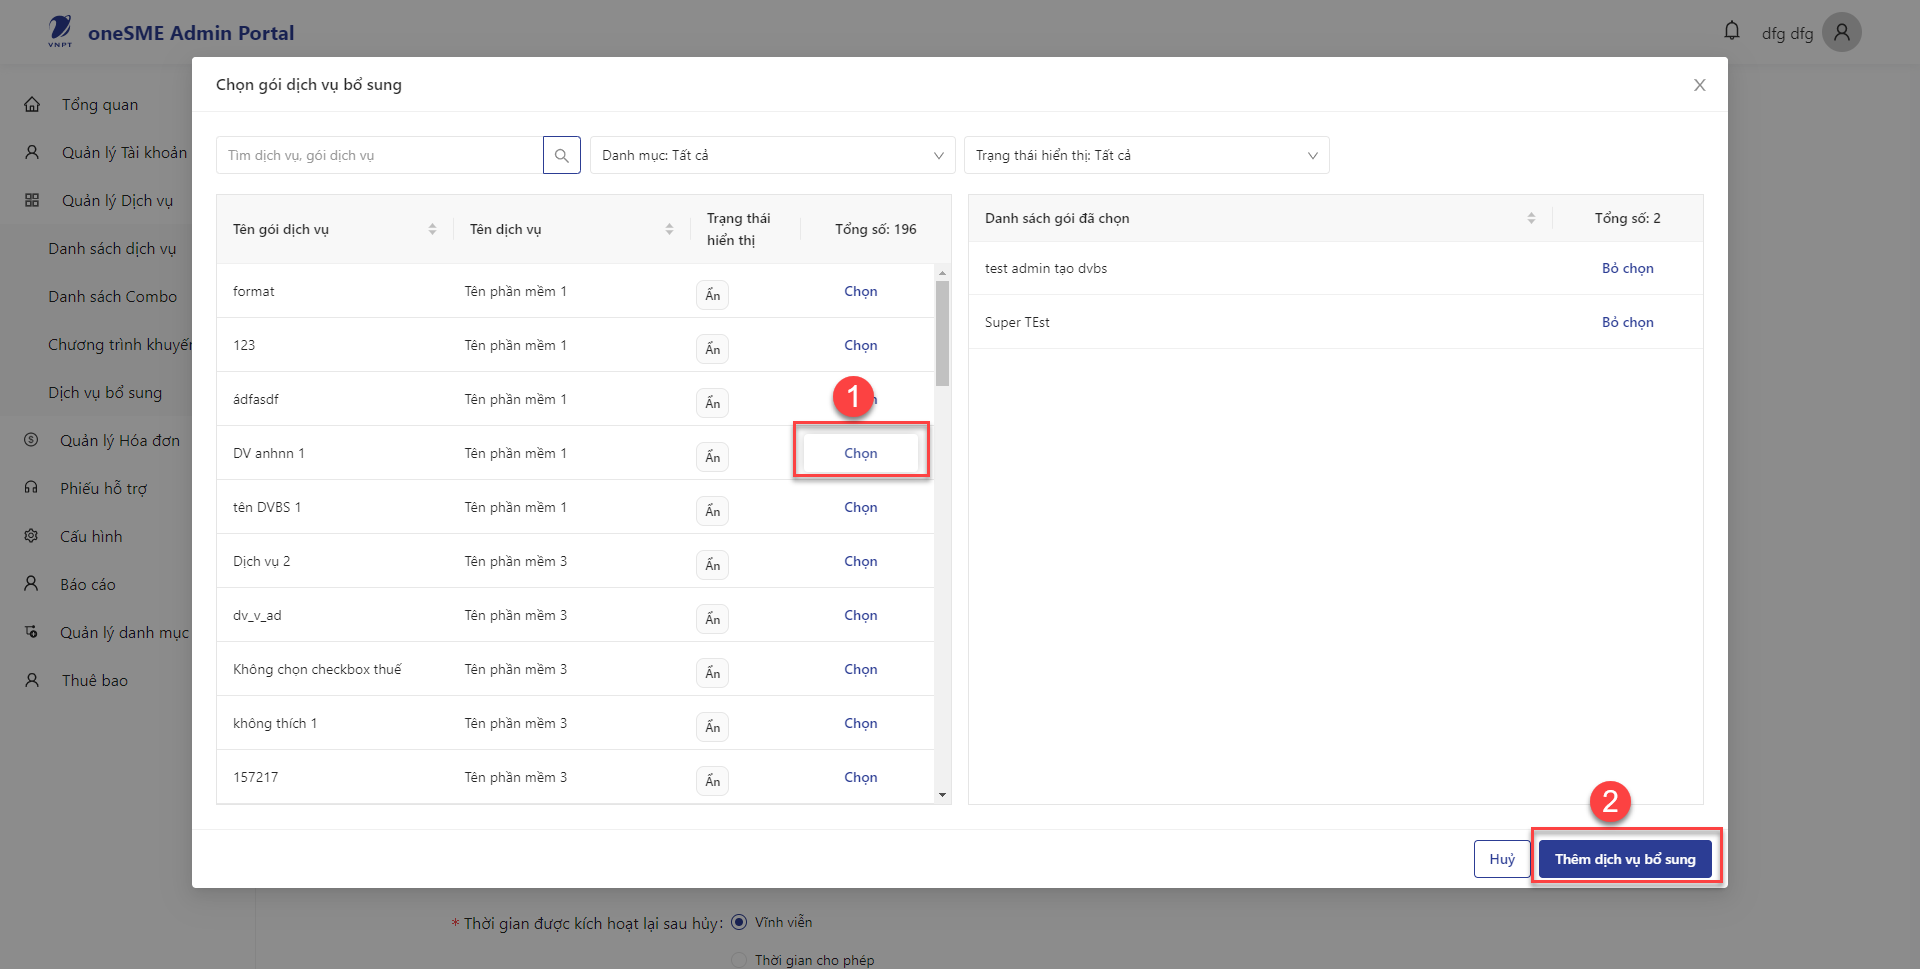 VNPT
oneSME Admin Portal
dfg dfg
Tổng quan
Quản lý Tài khoản
Quản lý Dịch vụ
Danh sách dịch vụ
Danh sách Combo
Chương trình khuyến
Dịch vụ bổ sung
Quản lý Hóa đơn
Phiếu hỗ trợ
Cấu hình
Báo cáo
Quản lý danh mục
Thuê bao
Chọn gói dịch vụ bổ sung
Tìm dịch vụ, gói dịch vụ
Danh mục: Tất cả
Trạng thái hiển thị: Tất cả
Tên gói dịch vụ Tên dịch vụ Trạng thái hiển thị Tổng số: 196
format Tên phần mềm 1 Ẩn Chọn
123 Tên phần mềm 1 Ẩn Chọn
ádfasdf Tên phần mềm 1 Ẩn n
1
DV anhnn 1 Tên phần mềm 1 Ẩn Chọn
tên DVBS 1 Tên phần mềm 1 Ẩn Chọn
Dịch vụ 2 Tên phần mềm 3 Ẩn Chọn
dv_v_ad Tên phần mềm 3 Ẩn Chọn
Không chọn checkbox thuế Tên phần mềm 3 Ẩn Chọn
không thích 1 Tên phần mềm 3 Ẩn Chọn
157217 Tên phần mềm 3 Ẩn Chọn
Danh sách gói đã chọn Tổng số: 2
test admin tạo dvbs Bỏ chọn
Super TEst Bỏ chọn
2
Huỷ Thêm dịch vụ bổ sung
* Thời gian được kích hoạt lại sau hủy: Vĩnh viễn
Thời gian cho phép